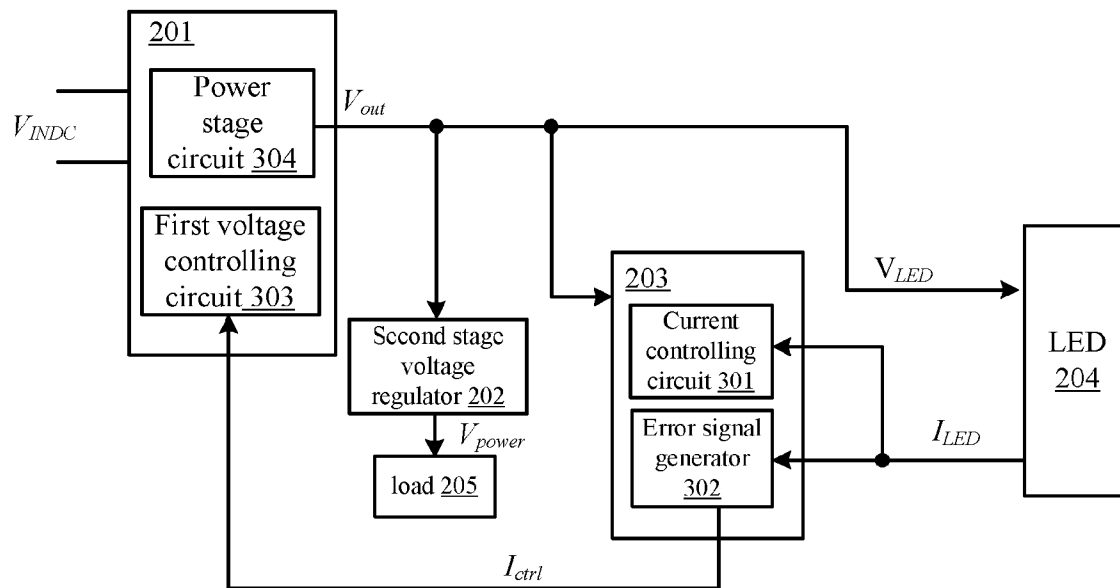 201
Power
stage
circuit 304
V_INDC
V_out
First voltage
controlling
circuit 303
203
Current
controlling
circuit 301
V_LED
Second stage
voltage
regulator 202
LED
204
V_power
Error signal
generator
302
I_LED
load 205
I_ctrl